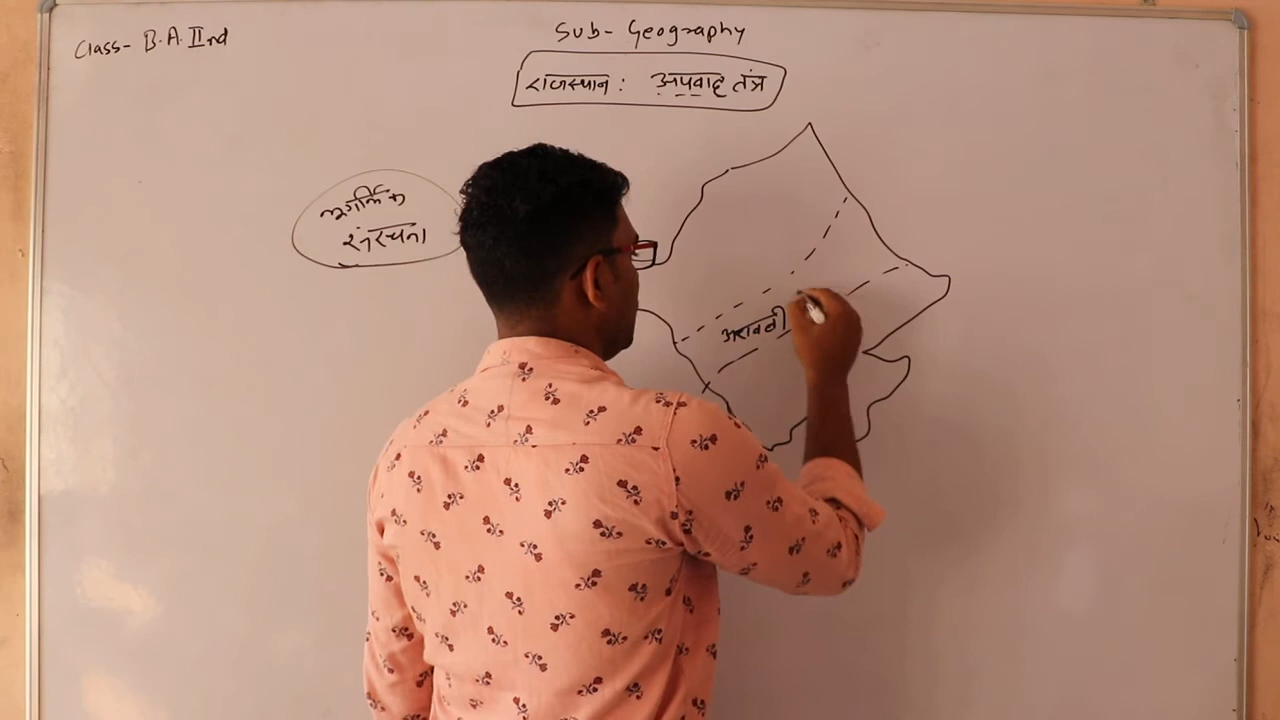 Class- B.A. IInd
Sub- Geography
राजस्थान : अपवाह तंत्र
भूगर्भिक
संरचना
अरावली